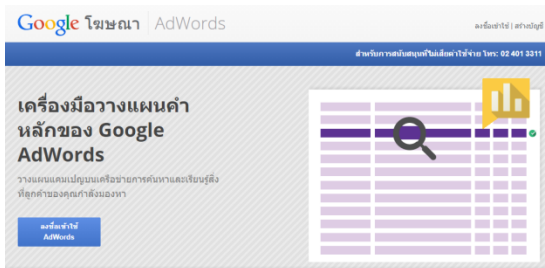 Google โฆษณา AdWords
ลงชื่อเข้าใช้ | สร้างบัญชี
สำหรับการสนับสนุนที่ไม่เสียค่าใช้จ่าย โทร: 02 401 3311
เครื่องมือวางแผนคำ
หลักของ Google
AdWords
วางแผนแคมเปญบนเครือข่ายการค้นหาและเรียนรู้สิ่ง
ที่ลูกค้าของคุณกำลังมองหา
ลงชื่อเข้าใช้
AdWords